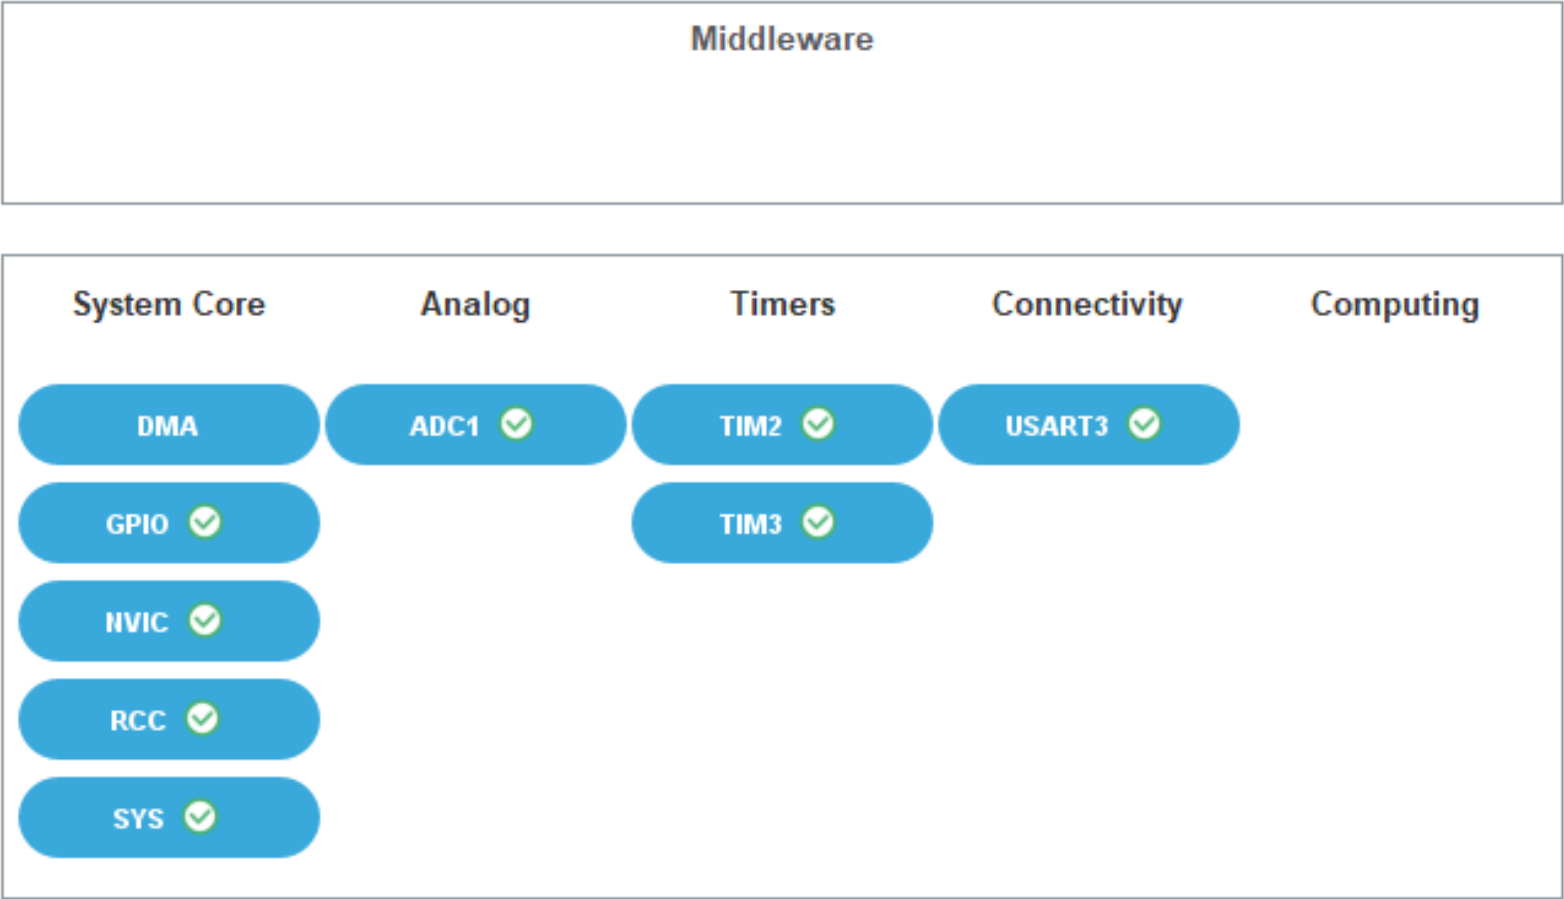 Middleware
System Core Analog Timers Connectivity Computing
DMA ADC1 TIM2 USART3
GPIO TIM3
NVIC
RCC
SYS